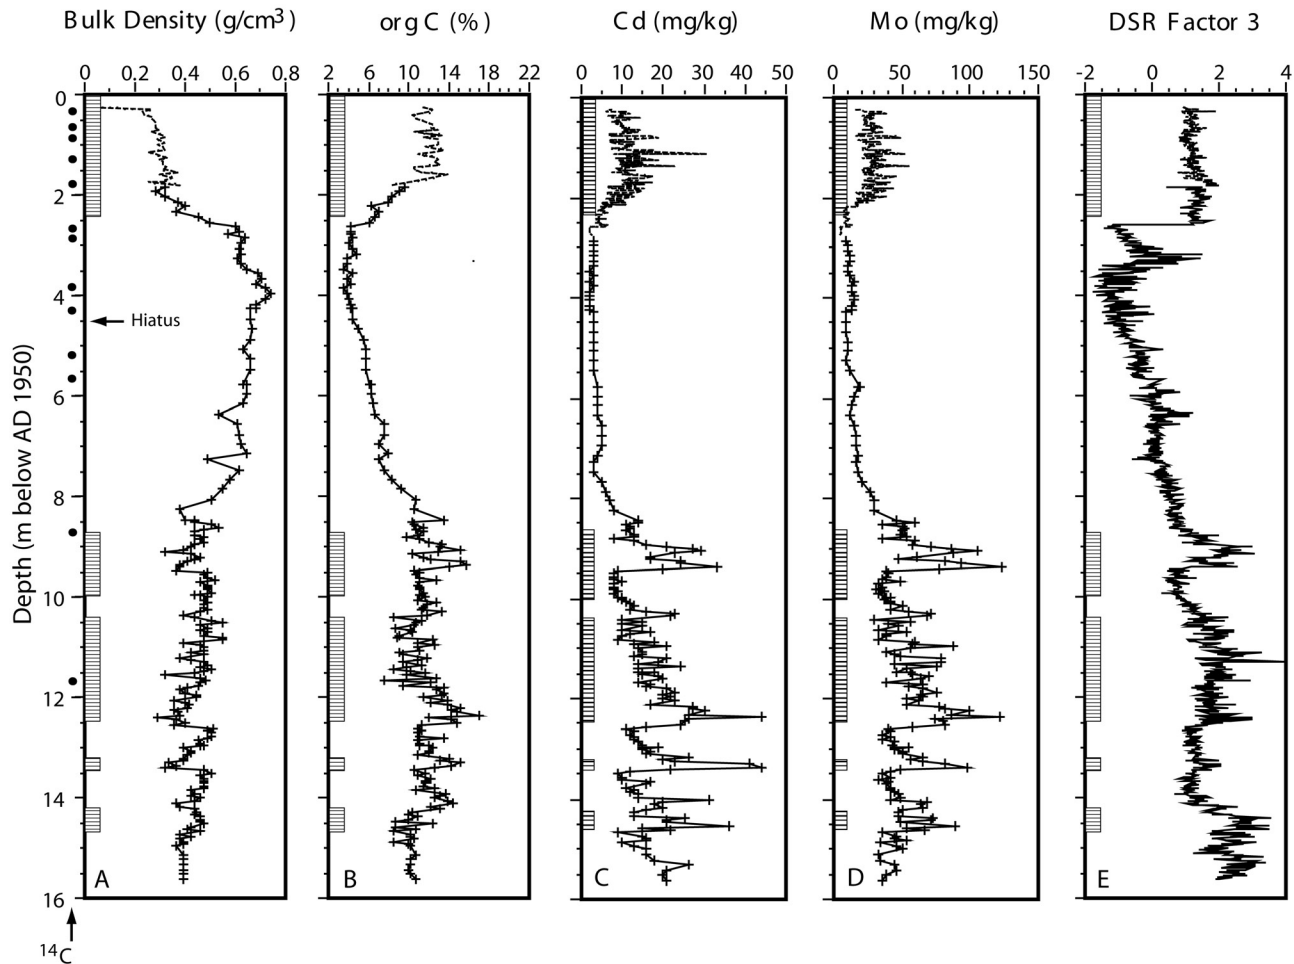 Bulk Density (g/cm³) org C (%) Cd (mg/kg) Mo (mg/kg) DSR Factor 3
0 0.2 0.4 0.6 0.8 2 6 10 14 18 22 0 10 20 30 40 50 0 50 100 150 -2 0 2 4
0
2
4
Hiatus
6
8
10
12
14
16
Depth (m below AD 1950)
A B C D E
¹⁴C